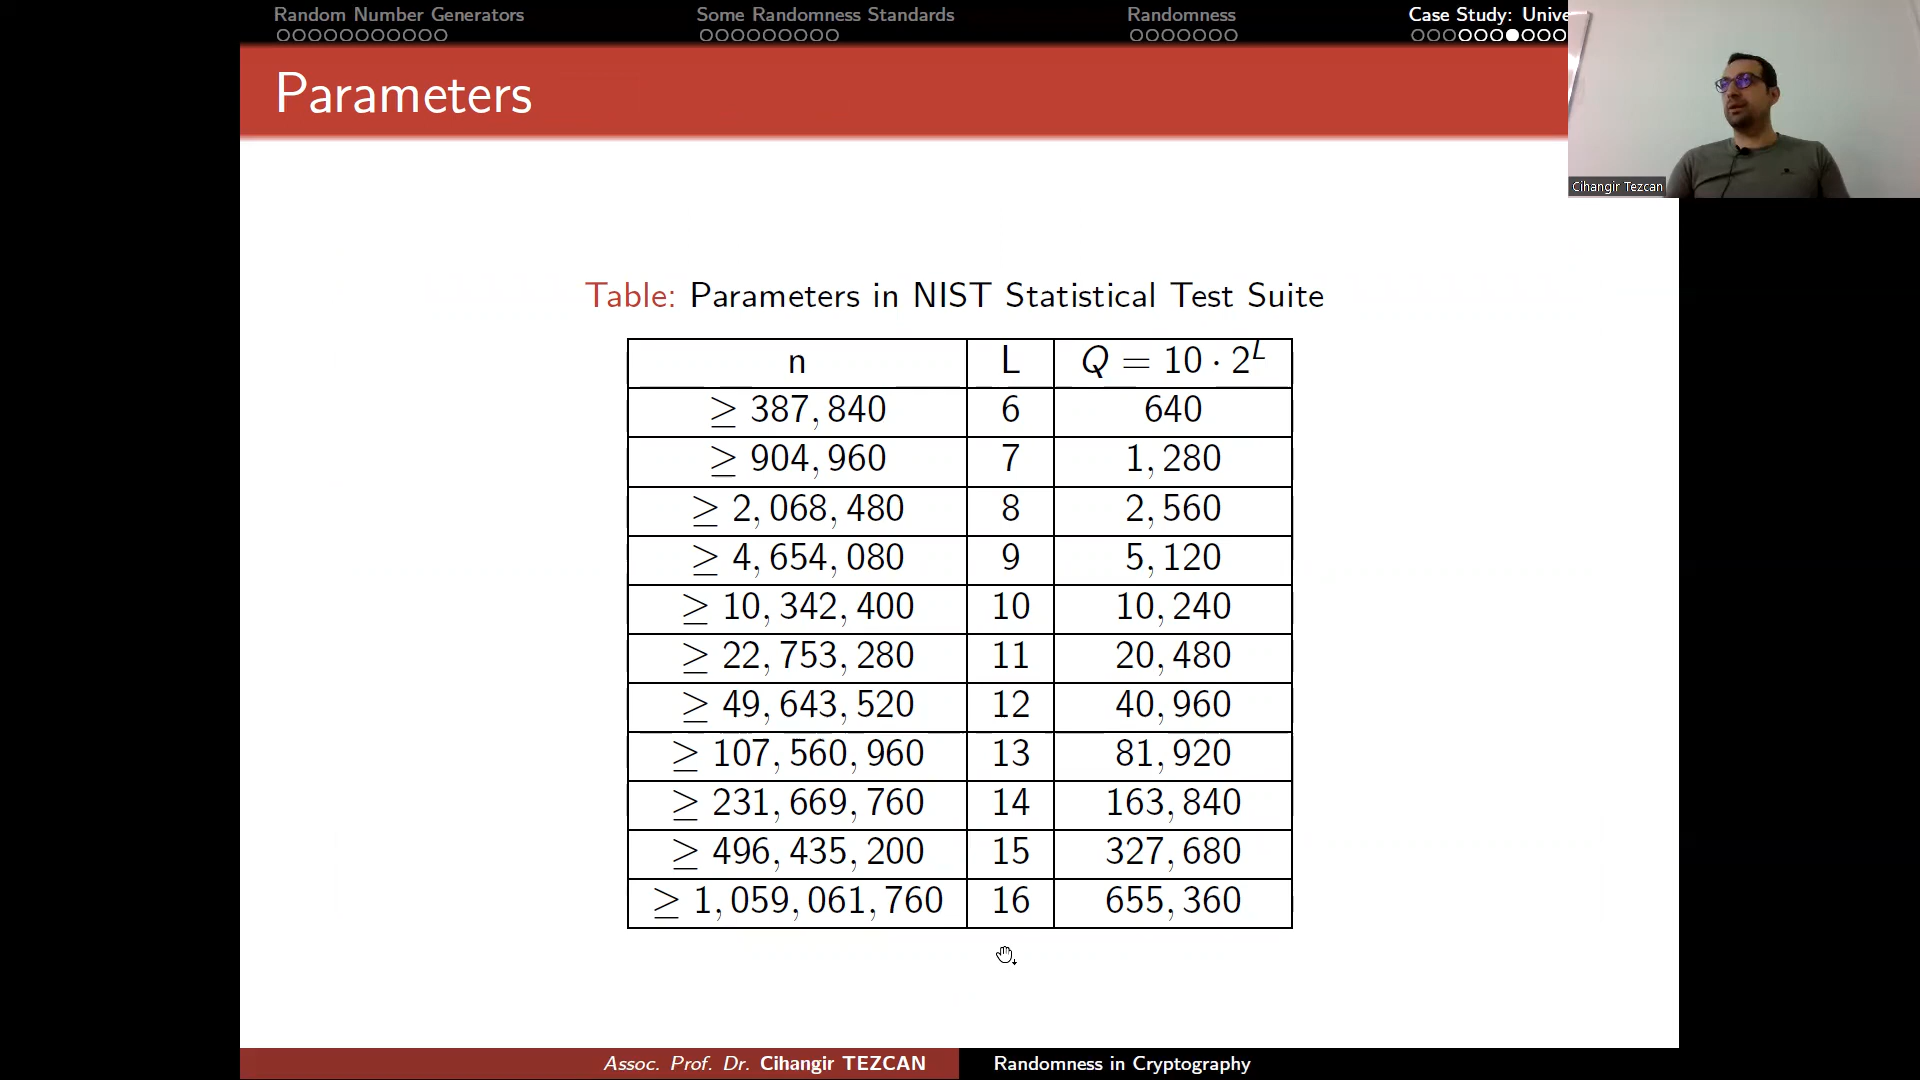 Random Number Generators Some Randomness Standards Randomness Case Study: Unive
Parameters
Cihangir Tezcan
Table: Parameters in NIST Statistical Test Suite
n L Q = 10 · 2^L
≥ 387, 840 6 640
≥ 904, 960 7 1, 280
≥ 2, 068, 480 8 2, 560
≥ 4, 654, 080 9 5, 120
≥ 10, 342, 400 10 10, 240
≥ 22, 753, 280 11 20, 480
≥ 49, 643, 520 12 40, 960
≥ 107, 560, 960 13 81, 920
≥ 231, 669, 760 14 163, 840
≥ 496, 435, 200 15 327, 680
≥ 1, 059, 061, 760 16 655, 360
Assoc. Prof. Dr. Cihangir TEZCAN Randomness in Cryptography